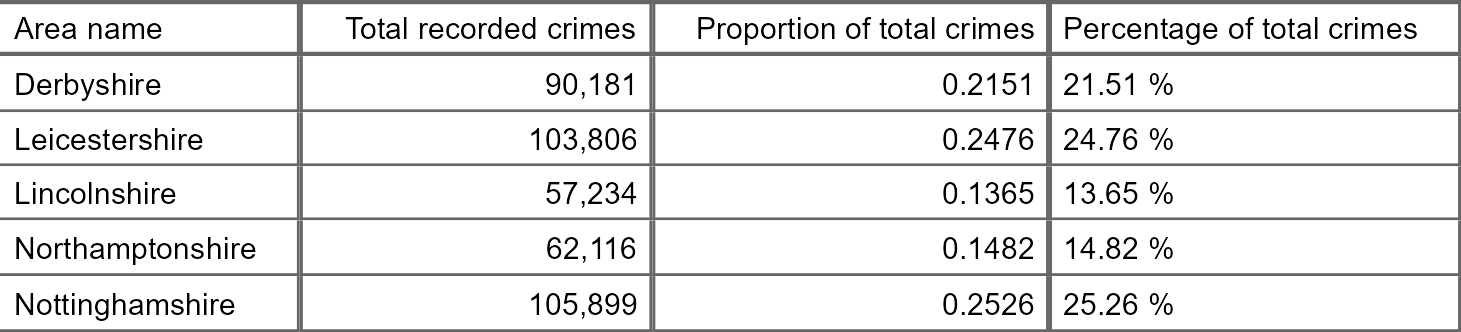 Area name Total recorded crimes Proportion of total crimes Percentage of total crimes
Derbyshire 90,181 0.2151 21.51 %
Leicestershire 103,806 0.2476 24.76 %
Lincolnshire 57,234 0.1365 13.65 %
Northamptonshire 62,116 0.1482 14.82 %
Nottinghamshire 105,899 0.2526 25.26 %